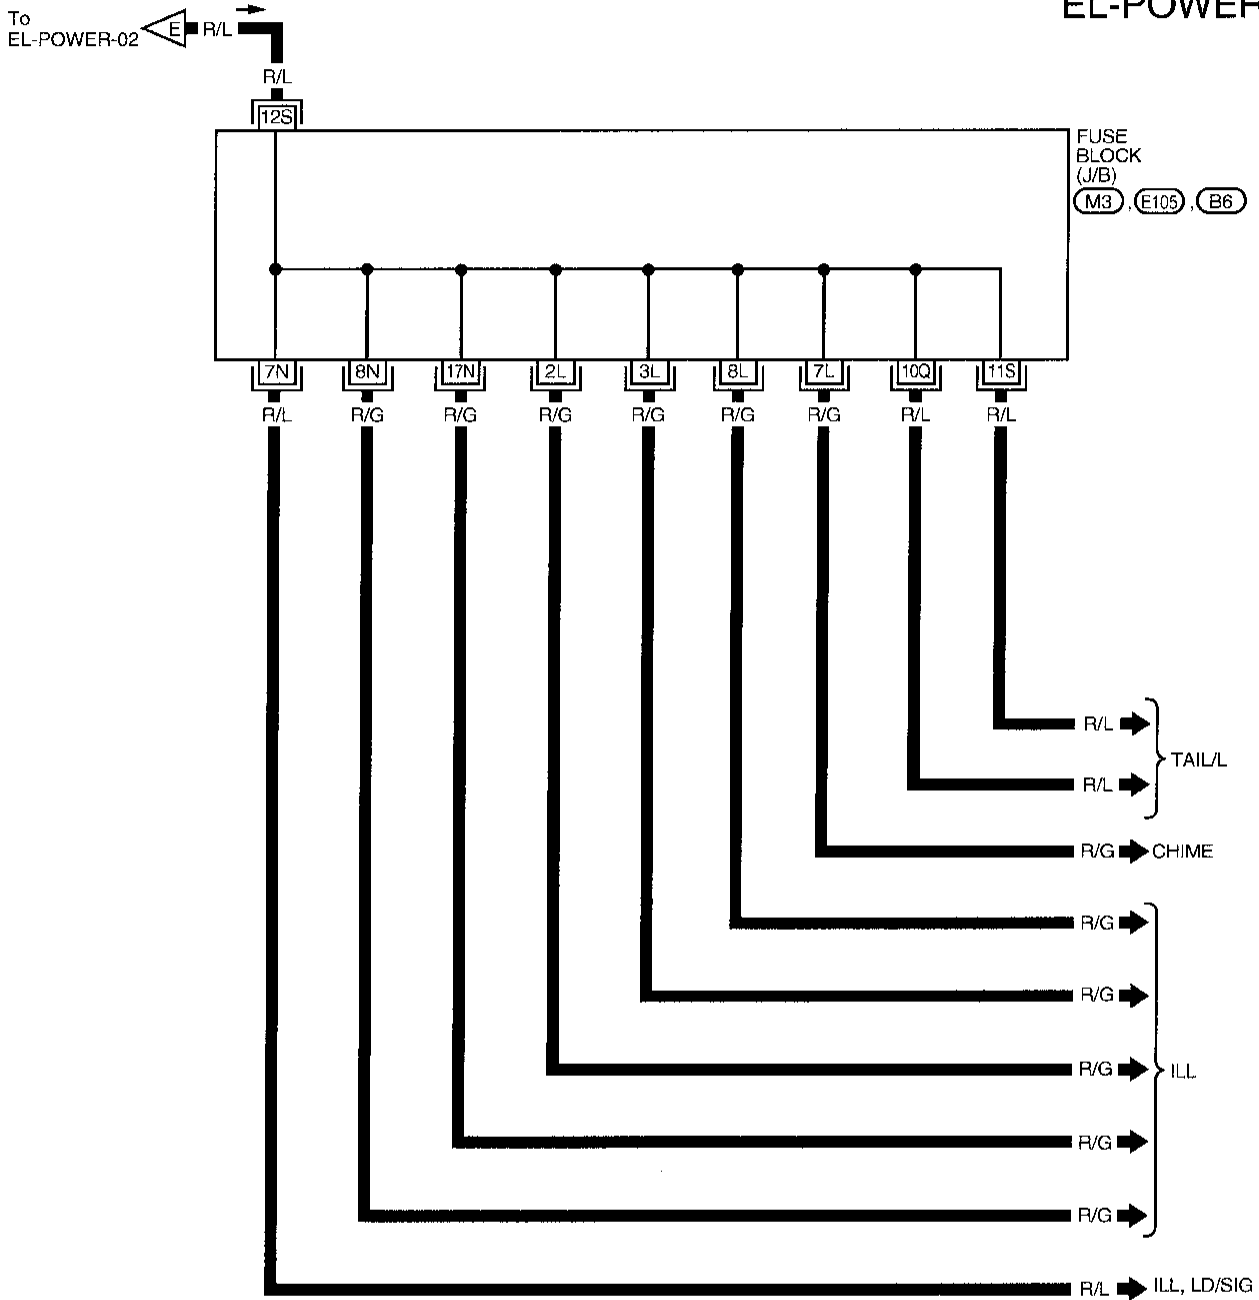 EL-POWER-
To
EL-POWER-02
E R/L
R/L
12S
FUSE
BLOCK
(J/B)
M3 , E105 , B6
7N 8N 17N 2L 3L 8L 7L 10Q 11S
R/L R/G R/G R/G R/G R/G R/G R/L R/L
R/L
TAIL/L
R/L
R/G CHIME
R/G
R/G
R/G ILL
R/G
R/G
R/L ILL, LD/SIG